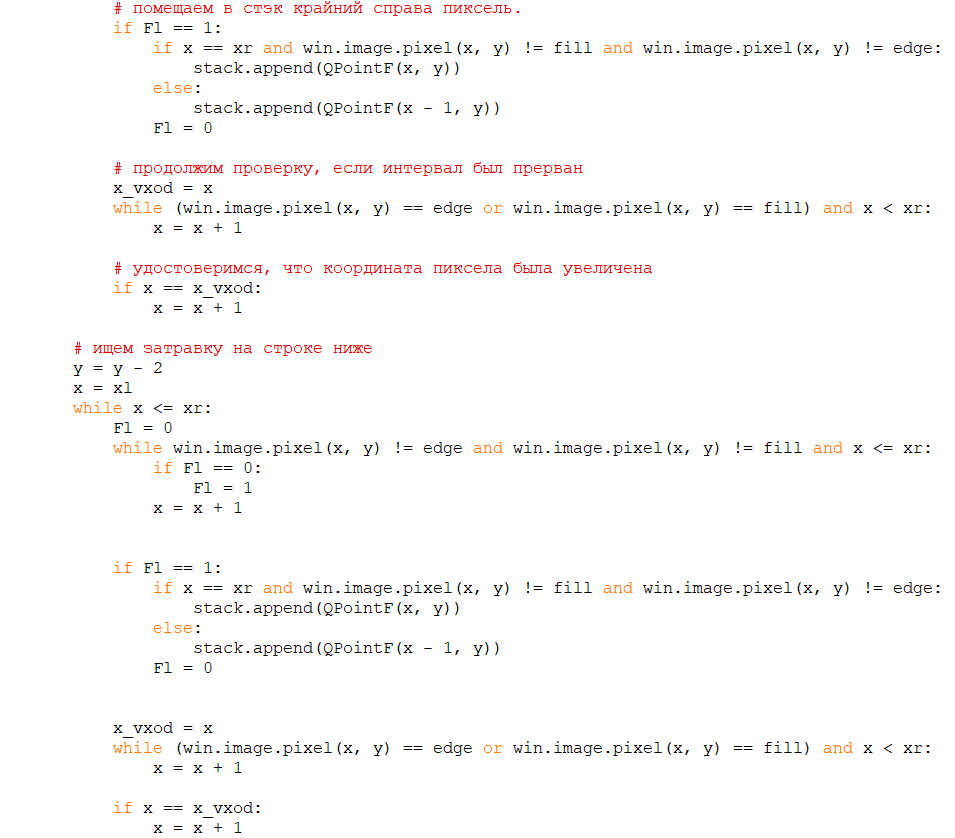 # помещаем в стэк крайний справа пиксель.
if Fl == 1:
if x == xr and win.image.pixel(x, y) != fill and win.image.pixel(x, y) != edge:
stack.append(QPointF(x, y))
else:
stack.append(QPointF(x - 1, y))
Fl = 0
# продолжим проверку, если интервал был прерван
x_vxod = x
while (win.image.pixel(x, y) == edge or win.image.pixel(x, y) == fill) and x < xr:
x = x + 1
# удостоверимся, что координата пиксела была увеличена
if x == x_vxod:
x = x + 1
# ищем затравку на строке ниже
y = y - 2
x = xl
while x <= xr:
Fl = 0
while win.image.pixel(x, y) != edge and win.image.pixel(x, y) != fill and x <= xr:
if Fl == 0:
Fl = 1
x = x + 1
if Fl == 1:
if x == xr and win.image.pixel(x, y) != fill and win.image.pixel(x, y) != edge:
stack.append(QPointF(x, y))
else:
stack.append(QPointF(x - 1, y))
Fl = 0
x_vxod = x
while (win.image.pixel(x, y) == edge or win.image.pixel(x, y) == fill) and x < xr:
x = x + 1
if x == x_vxod:
x = x + 1